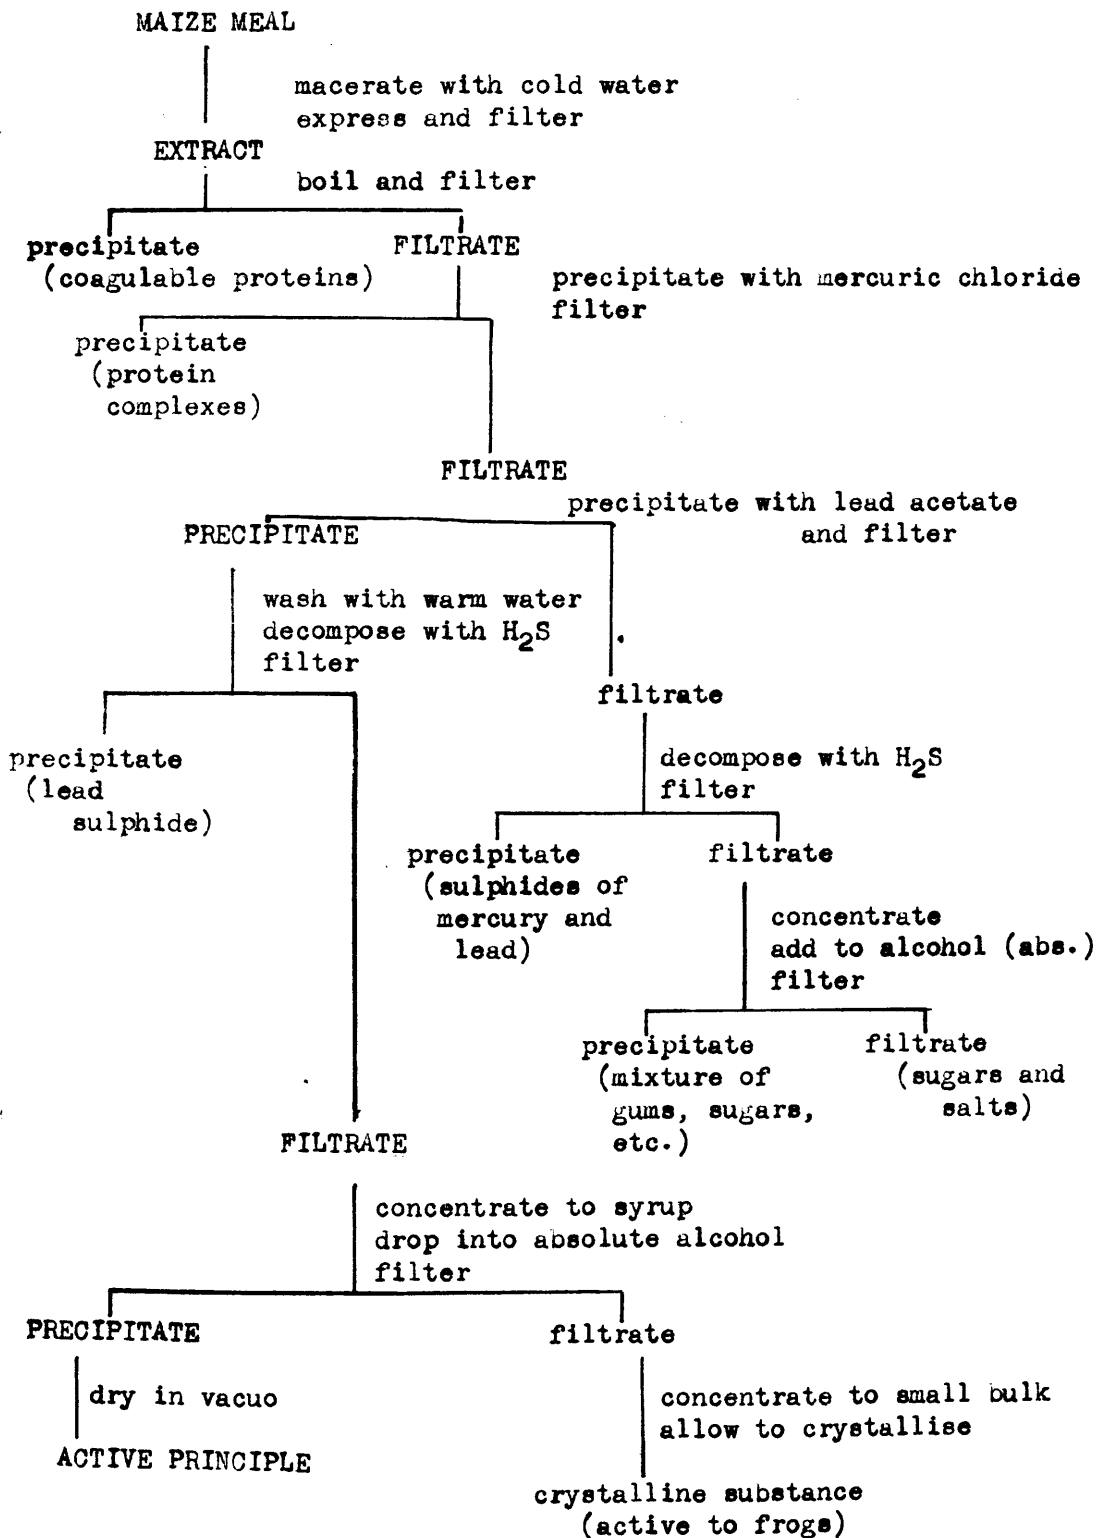 MAIZE MEAL
macerate with cold water
express and filter
EXTRACT
boil and filter
precipitate
(coagulable proteins)
FILTRATE
precipitate with mercuric chloride
filter
precipitate
(protein
complexes)
FILTRATE
precipitate with lead acetate
and filter
PRECIPITATE
wash with warm water
decompose with H2S
filter
filtrate
precipitate
(lead
sulphide)
decompose with H2S
filter
precipitate
(sulphides of
mercury and
lead)
filtrate
concentrate
add to alcohol (abs.)
filter
precipitate
(mixture of
gums, sugars,
etc.)
filtrate
(sugars and
salts)
FILTRATE
concentrate to syrup
drop into absolute alcohol
filter
PRECIPITATE
filtrate
dry in vacuo
concentrate to small bulk
allow to crystallise
ACTIVE PRINCIPLE
crystalline substance
(active to frogs)